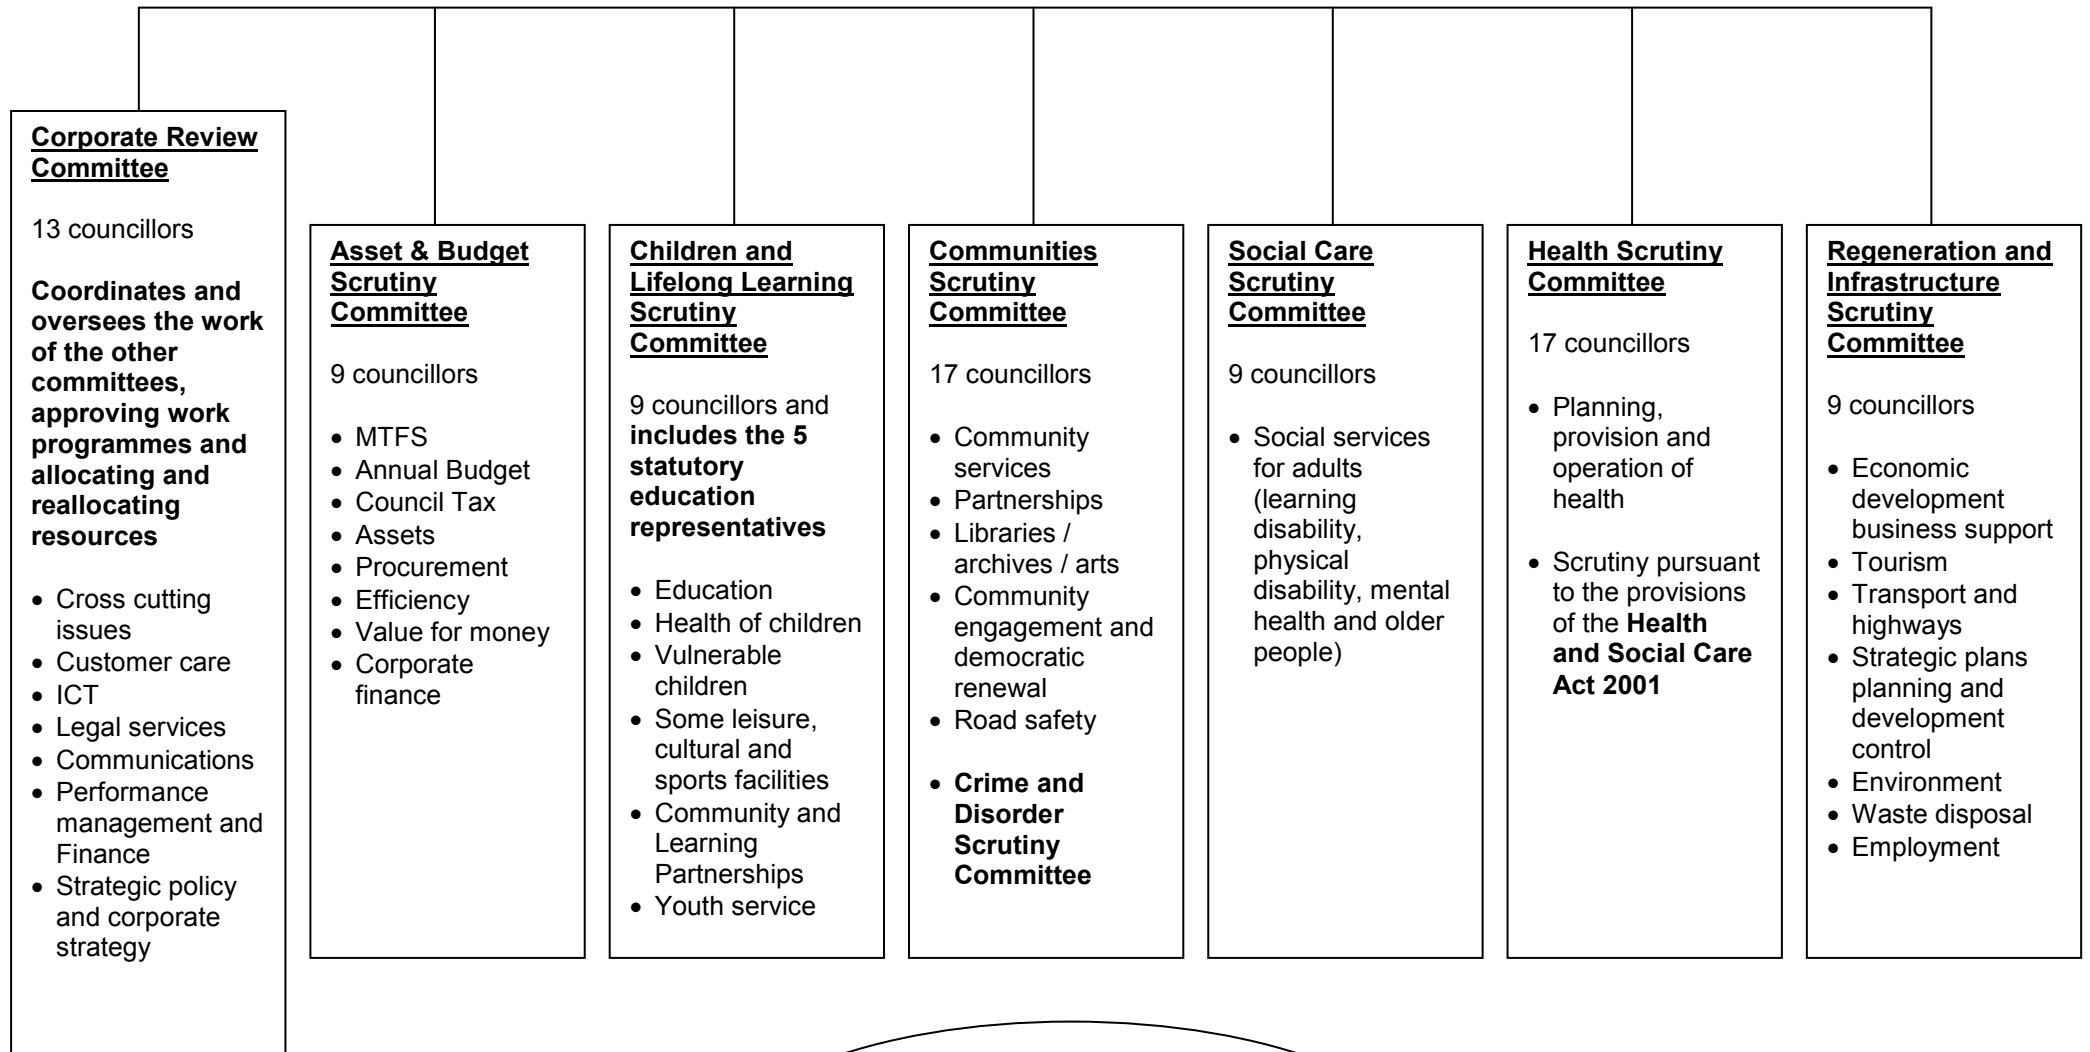 Corporate Review
Committee
13 councillors
Coordinates and
oversees the work
of the other
committees,
approving work
programmes and
allocating and
reallocating
resources
• Cross cutting
issues
• Customer care
• ICT
• Legal services
• Communications
• Performance
management and
Finance
• Strategic policy
and corporate
strategy
Asset & Budget
Scrutiny
Committee
9 councillors
• MTFS
• Annual Budget
• Council Tax
• Assets
• Procurement
• Efficiency
• Value for money
• Corporate
finance
Children and
Lifelong Learning
Scrutiny
Committee
9 councillors and
includes the 5
statutory
education
representatives
• Education
• Health of children
• Vulnerable
children
• Some leisure,
cultural and
sports facilities
• Community and
Learning
Partnerships
• Youth service
Communities
Scrutiny
Committee
17 councillors
• Community
services
• Partnerships
• Libraries /
archives / arts
• Community
engagement and
democratic
renewal
• Road safety
• Crime and
Disorder
Scrutiny
Committee
Social Care
Scrutiny
Committee
9 councillors
• Social services
for adults
(learning
disability,
physical
disability, mental
health and older
people)
Health Scrutiny
Committee
17 councillors
• Planning,
provision and
operation of
health
• Scrutiny pursuant
to the provisions
of the Health
and Social Care
Act 2001
Regeneration and
Infrastructure
Scrutiny
Committee
9 councillors
• Economic
development
business support
• Tourism
• Transport and
highways
• Strategic plans
planning and
development
control
• Environment
• Waste disposal
• Employment